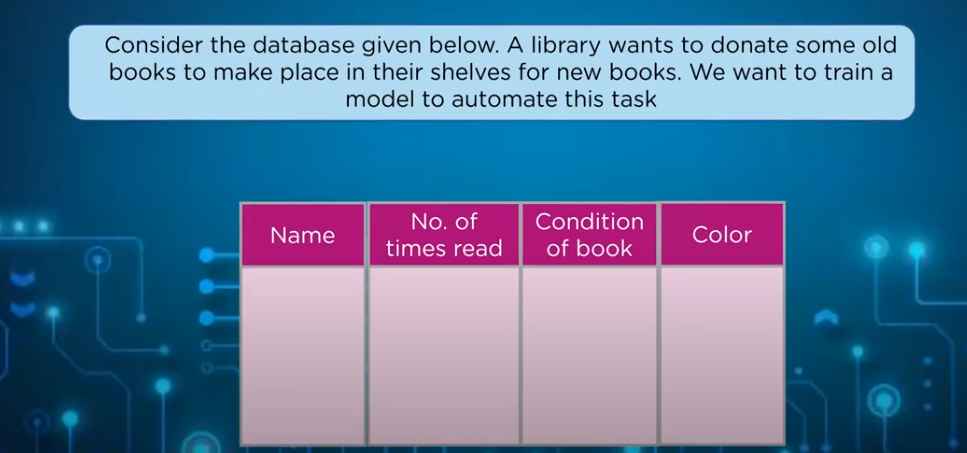 Consider the database given below. A library wants to donate some old
books to make place in their shelves for new books. We want to train a
model to automate this task
Name
No. of
times read
Condition
of book
Color